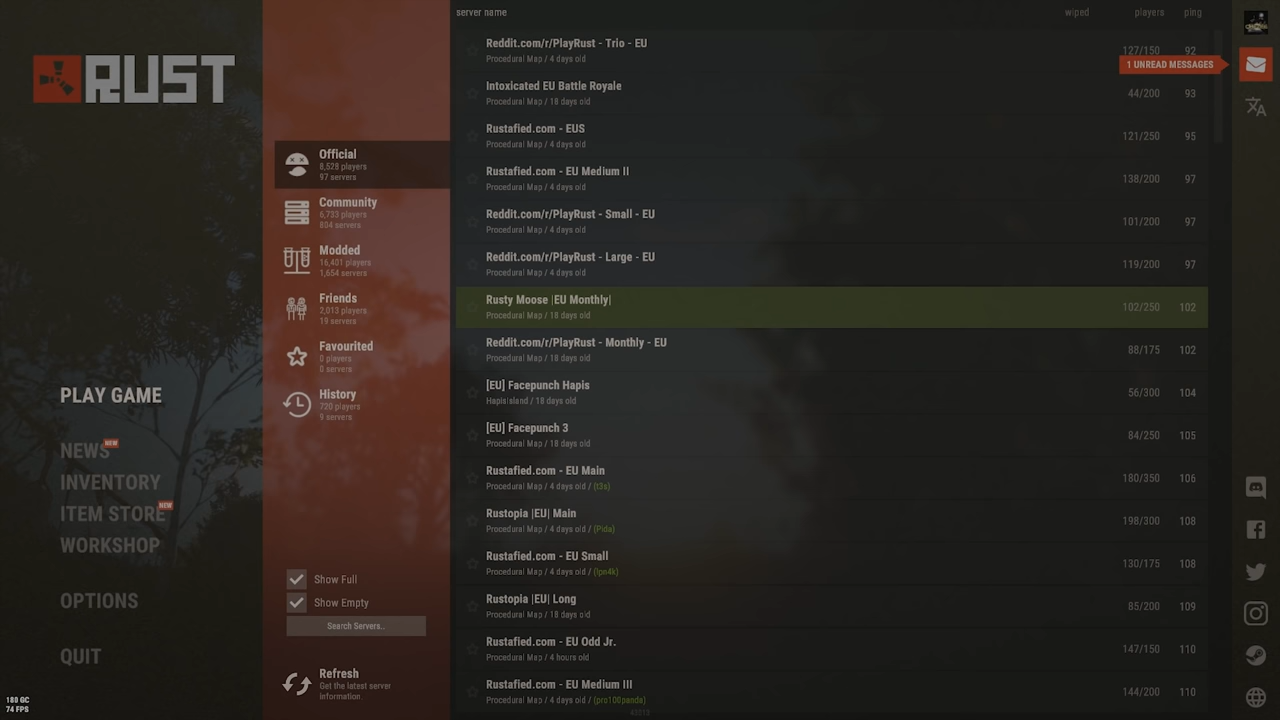 server name
wiped
players
ping
RUST
Official
8,528 players
97 servers
Community
6,733 players
804 servers
Modded
16,401 players
1,654 servers
Friends
2,013 players
19 servers
Favourited
0 players
0 servers
History
720 players
9 servers
PLAY GAME
NEWS NEW
INVENTORY
ITEM STORE NEW
WORKSHOP
OPTIONS
QUIT
188 GC
74 FPS
Show Full
Show Empty
Search Servers..
Refresh
Get the latest server
information.
Reddit.com/r/PlayRust - Trio - EU
Procedural Map / 4 days old
127/150 92
1 UNREAD MESSAGES
Intoxicated EU Battle Royale
Procedural Map / 18 days old
44/200 93
Rustafied.com - EUS
Procedural Map / 4 days old
121/250 95
Rustafied.com - EU Medium II
Procedural Map / 4 days old
138/200 97
Reddit.com/r/PlayRust - Small - EU
Procedural Map / 4 days old
101/200 97
Reddit.com/r/PlayRust - Large - EU
Procedural Map / 4 days old
119/200 97
Rusty Moose |EU Monthly|
Procedural Map / 18 days old
102/250 102
Reddit.com/r/PlayRust - Monthly - EU
Procedural Map / 18 days old
88/175 102
[EU] Facepunch Hapis
HapisIsland / 18 days old
56/300 104
[EU] Facepunch 3
Procedural Map / 18 days old
84/250 105
Rustafied.com - EU Main
Procedural Map / 4 days old / (t3s)
180/350 106
Rustopia |EU| Main
Procedural Map / 4 days old / (Pida)
198/300 108
Rustafied.com - EU Small
Procedural Map / 4 days old / (lpn4k)
130/175 108
Rustopia |EU| Long
Procedural Map / 18 days old
85/200 109
Rustafied.com - EU Odd Jr.
Procedural Map / 4 hours old
147/150 110
Rustafied.com - EU Medium III
Procedural Map / 4 days old / (pro100panda)
144/200 110